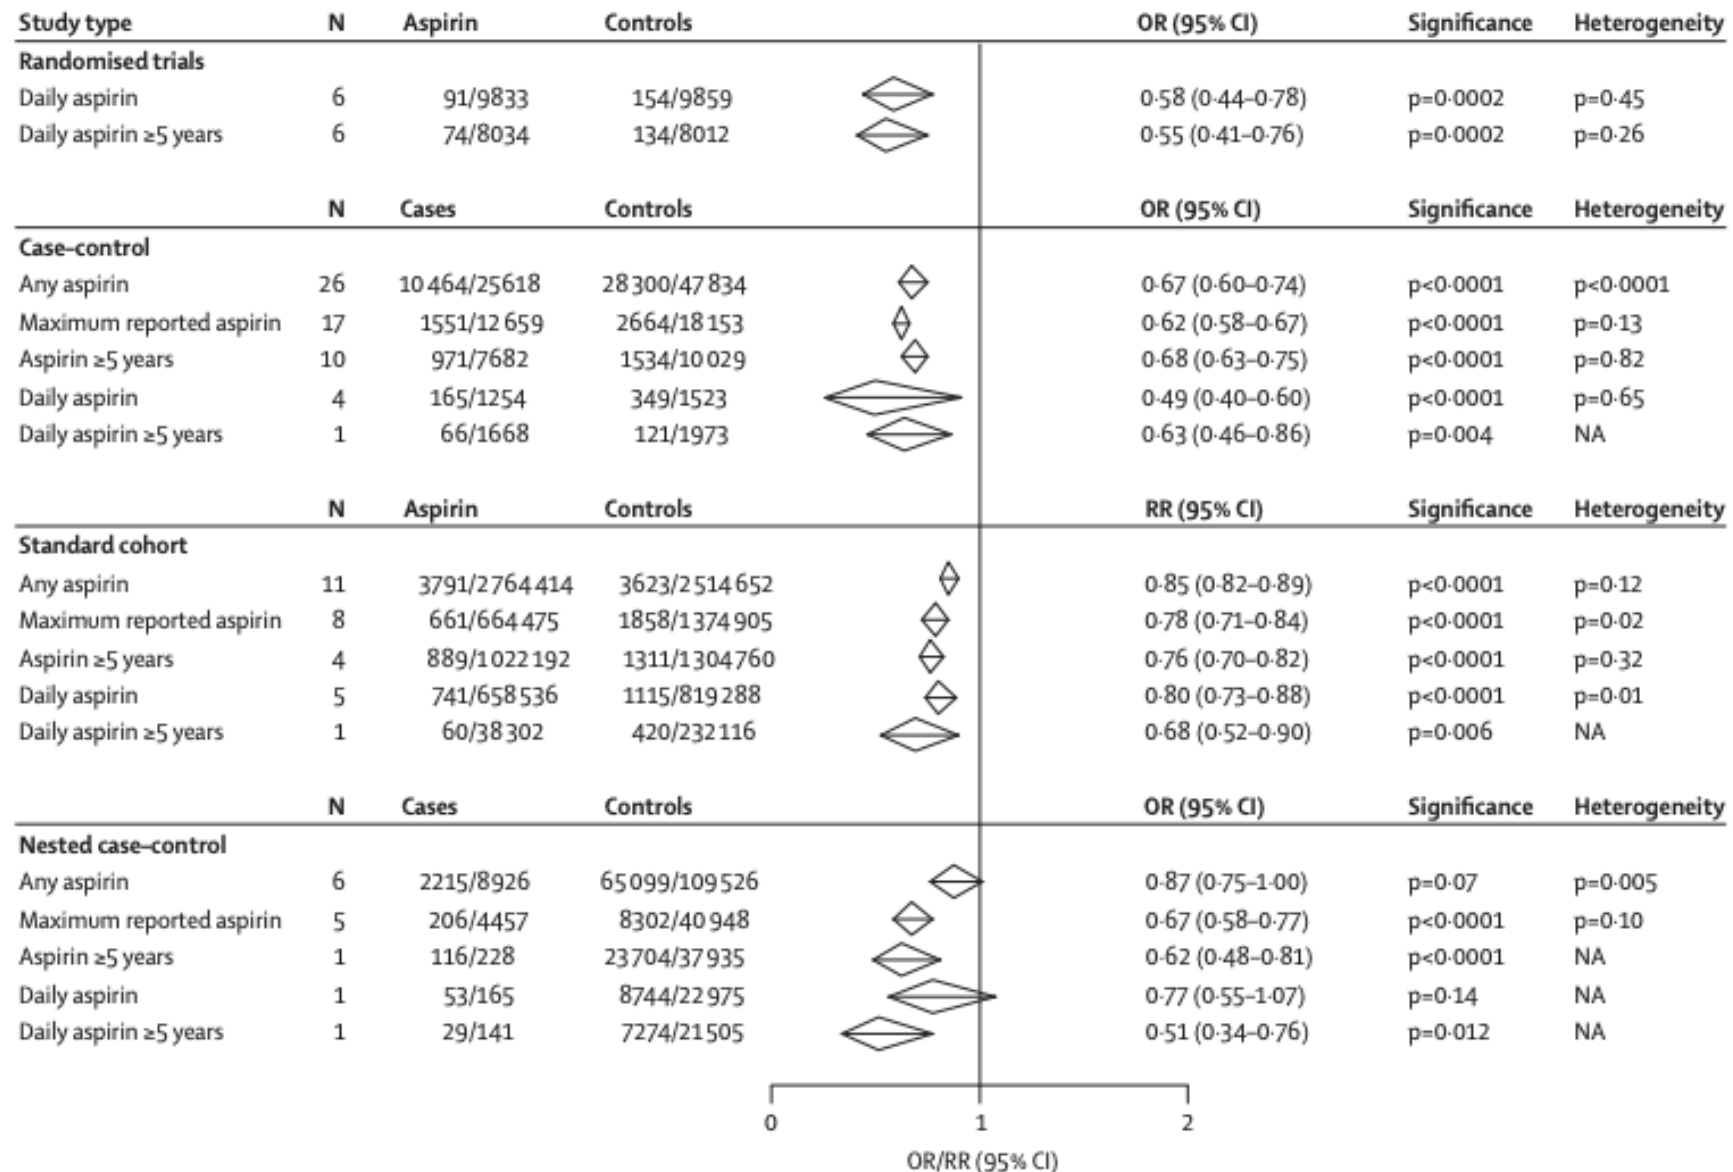 Study type N Aspirin Controls OR (95% CI) Significance Heterogeneity
Randomised trials
Daily aspirin 6 91/9833 154/9859 0·58 (0·44–0·78) p=0·0002 p=0·45
Daily aspirin ≥5 years 6 74/8034 134/8012 0·55 (0·41–0·76) p=0·0002 p=0·26
N Cases Controls OR (95% CI) Significance Heterogeneity
Case–control
Any aspirin 26 10 464/25618 28 300/47 834 0·67 (0·60–0·74) p<0·0001 p<0·0001
Maximum reported aspirin 17 1551/12 659 2664/18 153 0·62 (0·58–0·67) p<0·0001 p=0·13
Aspirin ≥5 years 10 971/7682 1534/10 029 0·68 (0·63–0·75) p<0·0001 p=0·82
Daily aspirin 4 165/1254 349/1523 0·49 (0·40–0·60) p<0·0001 p=0·65
Daily aspirin ≥5 years 1 66/1668 121/1973 0·63 (0·46–0·86) p=0·004 NA
N Aspirin Controls RR (95% CI) Significance Heterogeneity
Standard cohort
Any aspirin 11 3791/2 764 414 3623/2 514 652 0·85 (0·82–0·89) p<0·0001 p=0·12
Maximum reported aspirin 8 661/664 475 1858/1 374 905 0·78 (0·71–0·84) p<0·0001 p=0·02
Aspirin ≥5 years 4 889/1 022 192 1311/1 304 760 0·76 (0·70–0·82) p<0·0001 p=0·32
Daily aspirin 5 741/658 536 1115/819 288 0·80 (0·73–0·88) p<0·0001 p=0·01
Daily aspirin ≥5 years 1 60/38 302 420/232 116 0·68 (0·52–0·90) p=0·006 NA
N Cases Controls OR (95% CI) Significance Heterogeneity
Nested case–control
Any aspirin 6 2215/8926 65 099/109 526 0·87 (0·75–1·00) p=0·07 p=0·005
Maximum reported aspirin 5 206/4457 8302/40 948 0·67 (0·58–0·77) p<0·0001 p=0·10
Aspirin ≥5 years 1 116/228 23 704/37 935 0·62 (0·48–0·81) p<0·0001 NA
Daily aspirin 1 53/165 8744/22 975 0·77 (0·55–1·07) p=0·14 NA
Daily aspirin ≥5 years 1 29/141 7274/21 505 0·51 (0·34–0·76) p=0·012 NA
0 1 2
OR/RR (95% CI)